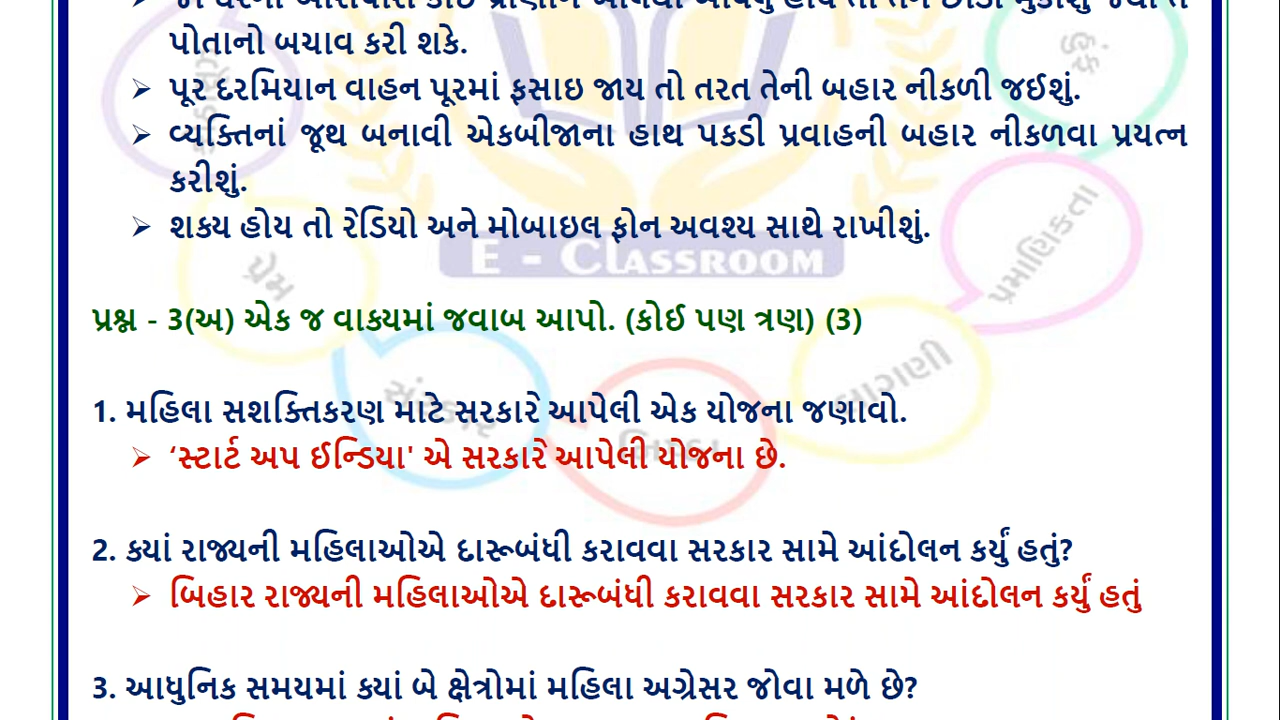 પોતાનો બચાવ કરી શકે.
➢ પૂર દરમિયાન વાહન પૂરમાં ફસાઇ જાય તો તરત તેની બહાર નીકળી જઈશું.
➢ વ્યક્તિનાં જૂથ બનાવી એકબીજાના હાથ પકડી પ્રવાહની બહાર નીકળવા પ્રયત્ન
કરીશું.
➢ શક્ય હોય તો રેડિયો અને મોબાઇલ ફોન અવશ્ય સાથે રાખીશું.
E - CLASSROOM
પ્રેમ
પ્રમાણિકતા
પ્રશ્ન - 3(અ) એક જ વાક્યમાં જવાબ આપો. (કોઈ પણ ત્રણ) (3)
લાગણી
સંસ્કાર
1. મહિલા સશક્તિકરણ માટે સરકારે આપેલી એક યોજના જણાવો.
➢ ‘સ્ટાર્ટ અપ ઈન્ડિયા' એ સરકારે આપેલી યોજના છે.
2. ક્યાં રાજ્યની મહિલાઓએ દારૂબંધી કરાવવા સરકાર સામે આંદોલન કર્યું હતું?
➢ બિહાર રાજ્યની મહિલાઓએ દારૂબંધી કરાવવા સરકાર સામે આંદોલન કર્યું હતું
3. આધુનિક સમયમાં ક્યાં બે ક્ષેત્રોમાં મહિલા અગ્રેસર જોવા મળે છે?